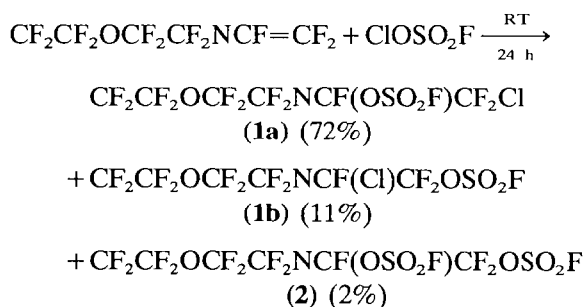 CF₂CF₂OCF₂CF₂NCF=CF₂ + ClOSO₂F RT 24 h →
CF₂CF₂OCF₂CF₂NCF(OSO₂F)CF₂Cl
(1a) (72%)
+ CF₂CF₂OCF₂CF₂NCF(Cl)CF₂OSO₂F
(1b) (11%)
+ CF₂CF₂OCF₂CF₂NCF(OSO₂F)CF₂OSO₂F
(2) (2%)